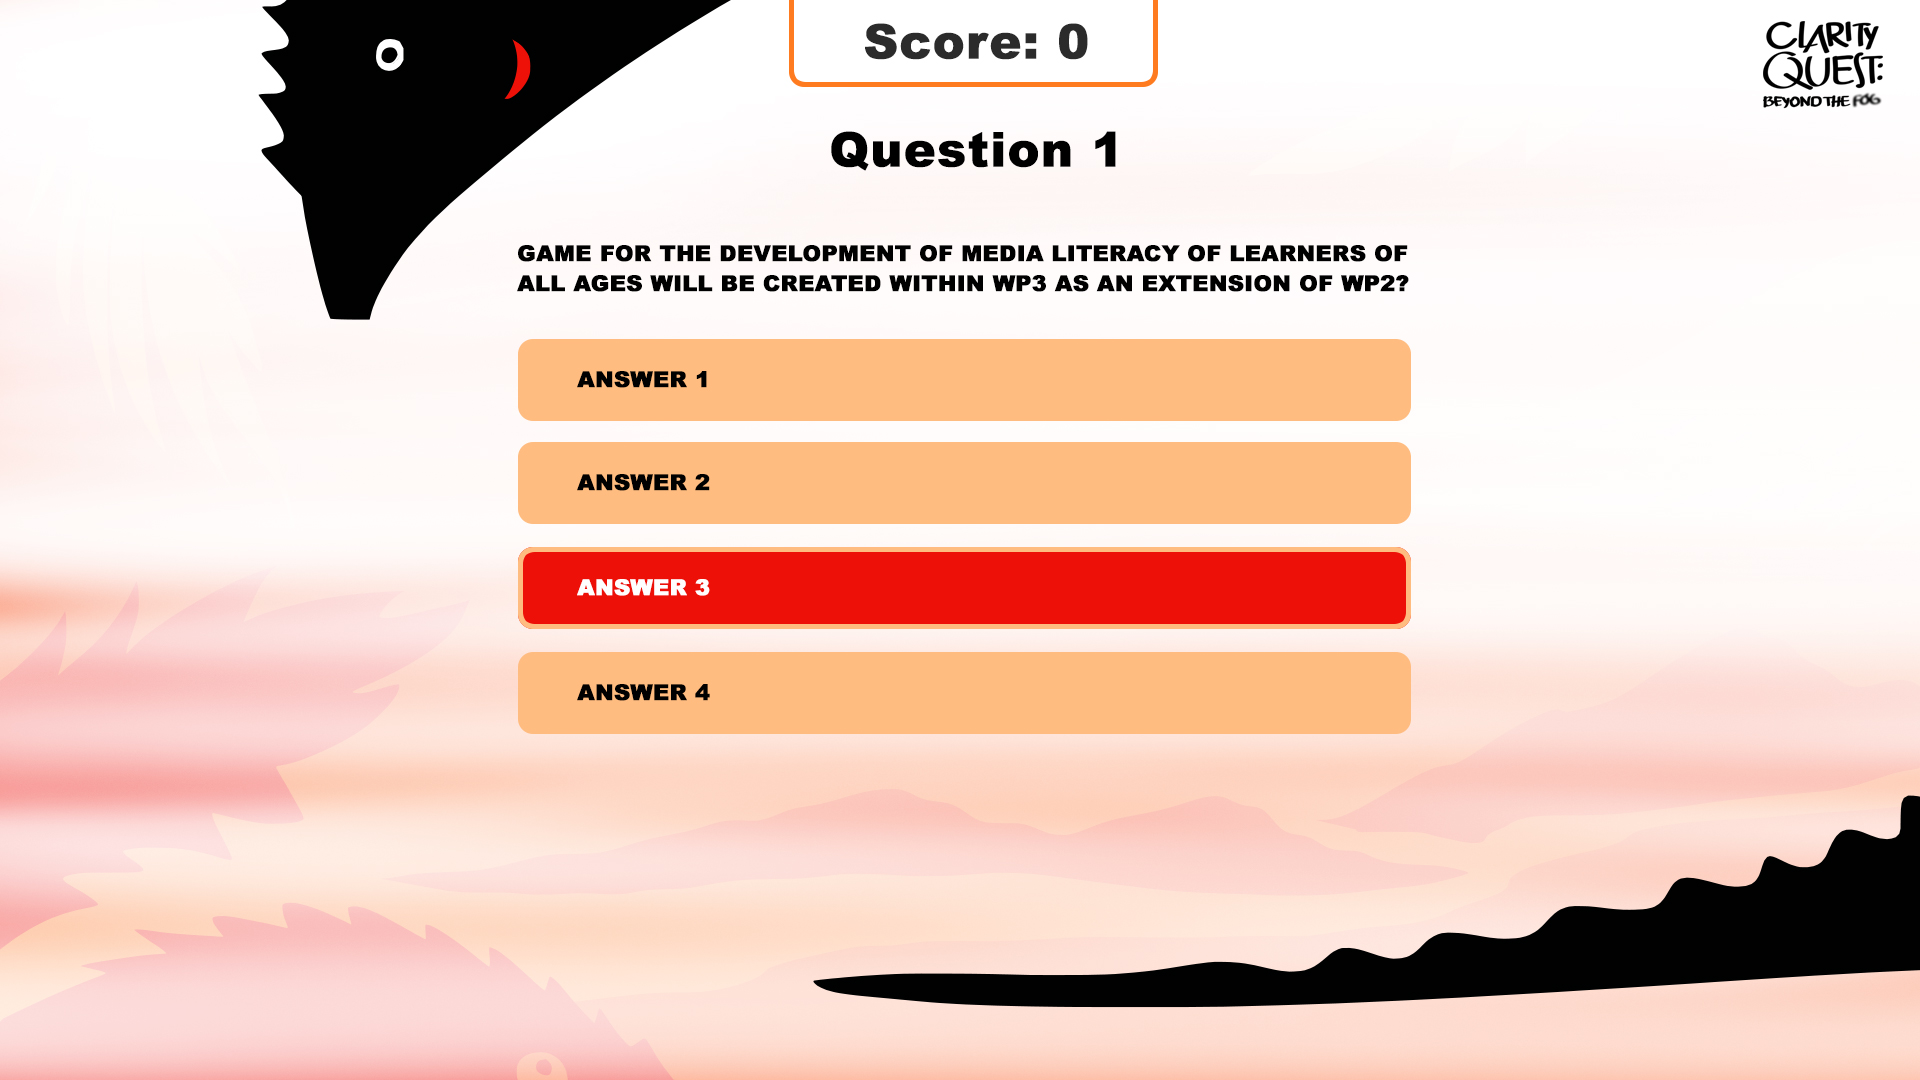 Score: 0
CLARITY
QUEST:
BEYOND THE FOG
Question 1
GAME FOR THE DEVELOPMENT OF MEDIA LITERACY OF LEARNERS OF
ALL AGES WILL BE CREATED WITHIN WP3 AS AN EXTENSION OF WP2?
ANSWER 1
ANSWER 2
ANSWER 3
ANSWER 4